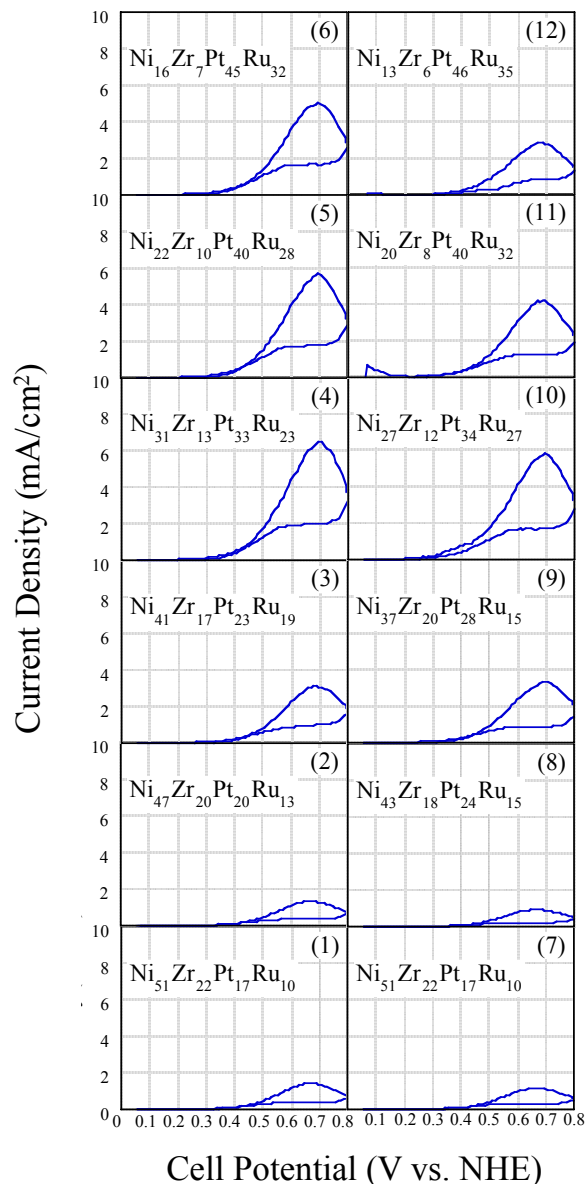 10 (6) (12)
Ni16Zr7Pt45Ru32 Ni13Zr6Pt46Ru35
8
6
4
2
10 (5) (11)
Ni22Zr10Pt40Ru28 Ni20Zr8Pt40Ru32
8
6
4
2
10 (4) (10)
Ni31Zr13Pt33Ru23 Ni27Zr12Pt34Ru27
8
6
4
2
10 (3) (9)
Ni41Zr17Pt23Ru19 Ni37Zr20Pt28Ru15
8
6
4
2
10 (2) (8)
Ni47Zr20Pt20Ru13 Ni43Zr18Pt24Ru15
8
6
4
2
10 (1) (7)
Ni51Zr22Pt17Ru10 Ni51Zr22Pt17Ru10
8
6
4
2
0
0 0.1 0.2 0.3 0.4 0.5 0.6 0.7 0.8 0.1 0.2 0.3 0.4 0.5 0.6 0.7 0.8
Current Density (mA/cm2)
Cell Potential (V vs. NHE)